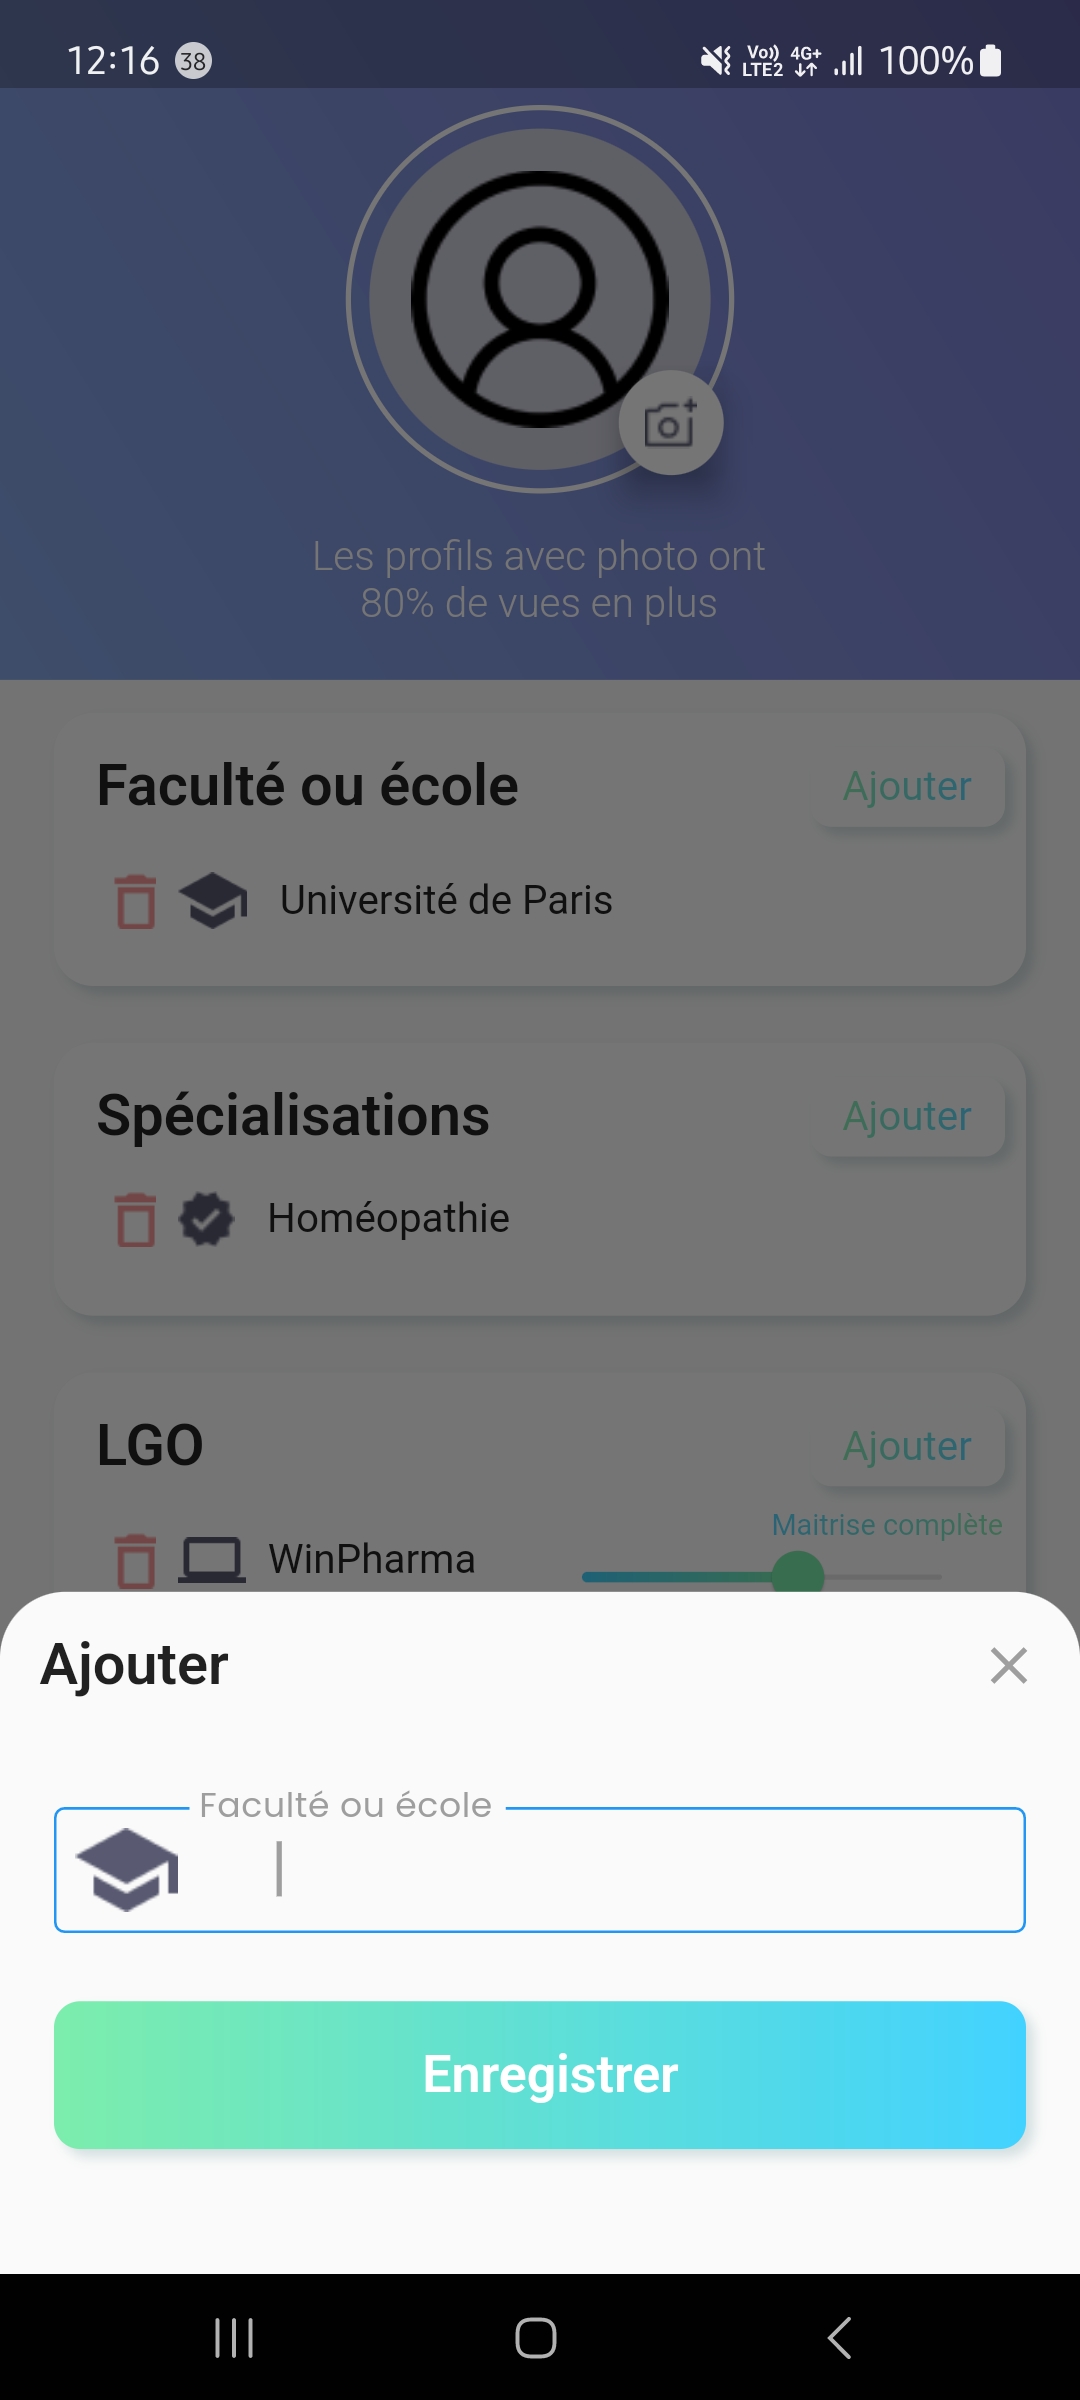 12:16 38 Vo)) LTE2 4G+ 100%
Les profils avec photo ont
80% de vues en plus
Faculté ou école Ajouter
Université de Paris
Spécialisations Ajouter
Homéopathie
LGO Ajouter
Maitrise complète
WinPharma
Ajouter
Faculté ou école
Enregistrer